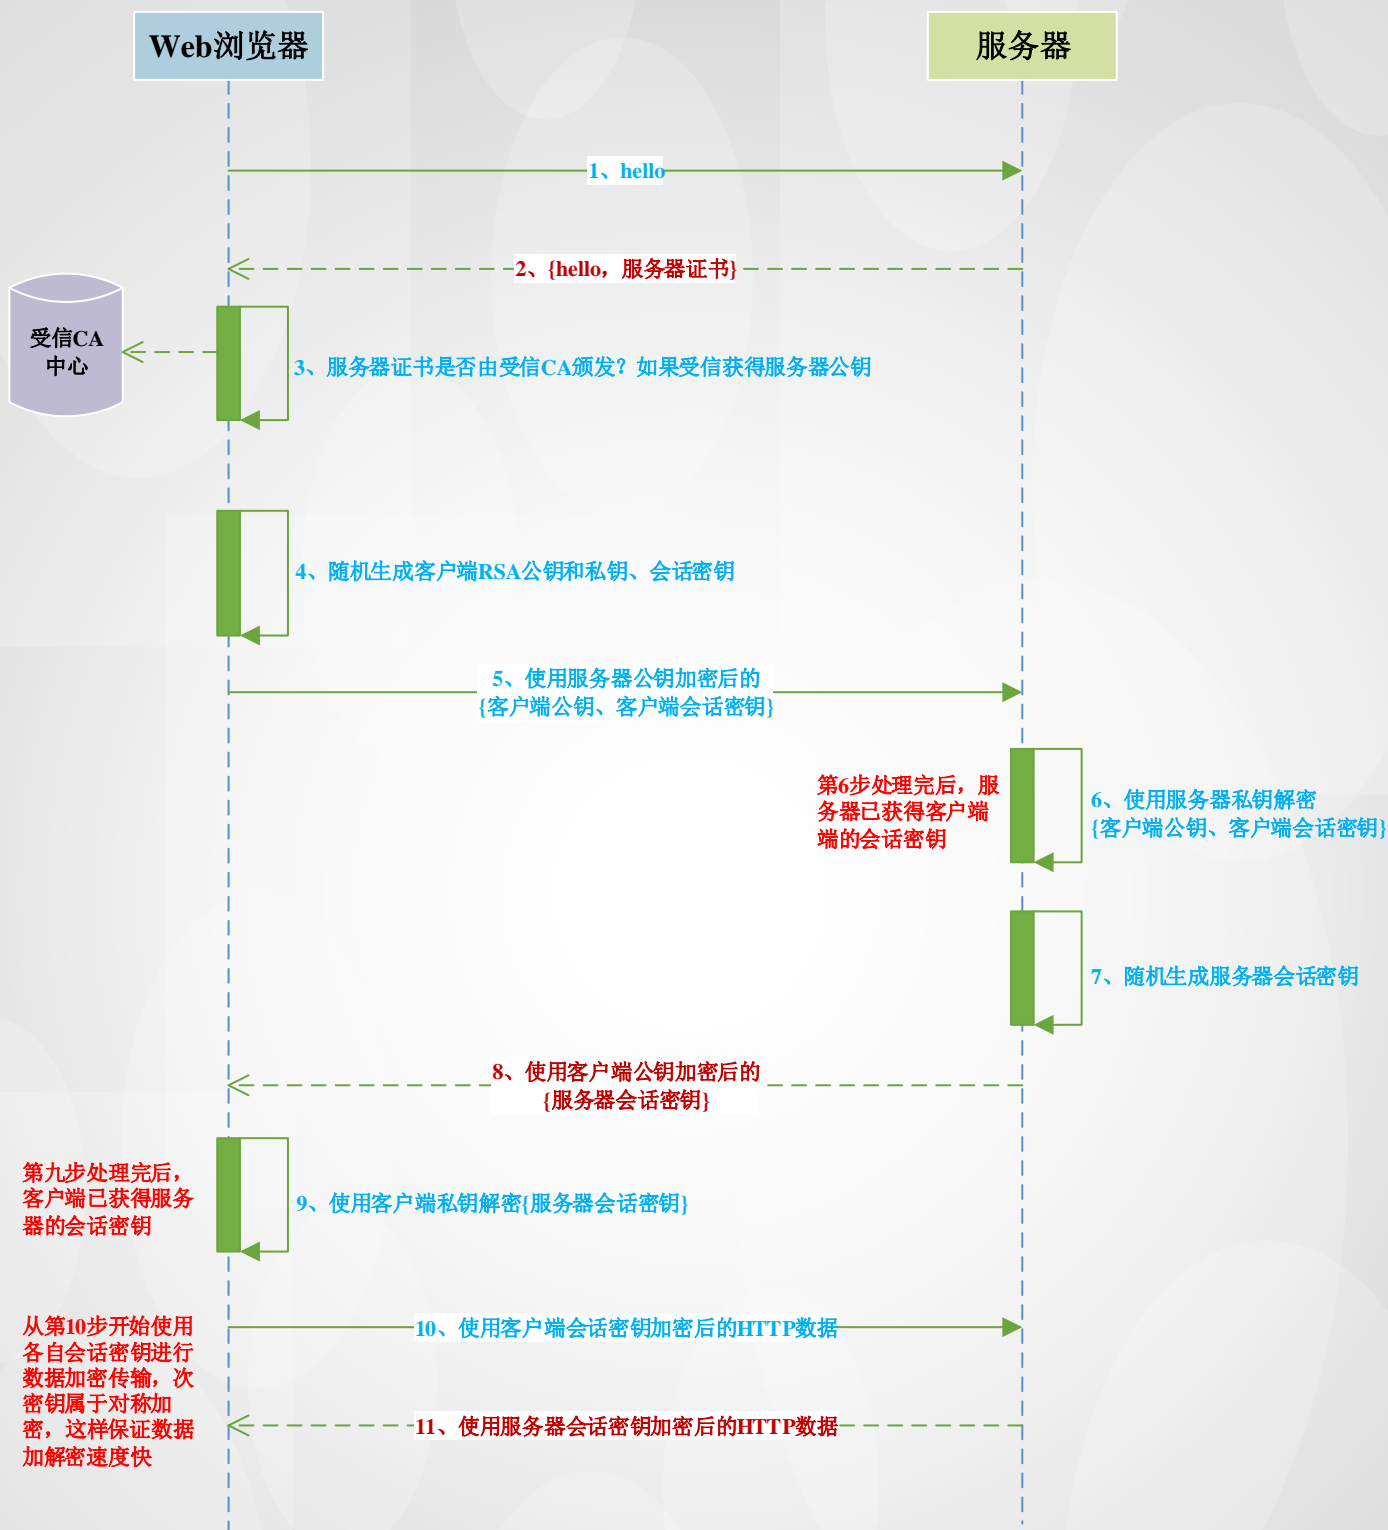 Web浏览器
服务器
1、hello
2、{hello，服务器证书}
受信CA
中心
3、服务器证书是否由受信CA颁发？如果受信获得服务器公钥
4、随机生成客户端RSA公钥和私钥、会话密钥
5、使用服务器公钥加密后的
{客户端公钥、客户端会话密钥}
第6步处理完后，服
务器已获得客户端
端的会话密钥
6、使用服务器私钥解密
{客户端公钥、客户端会话密钥}
7、随机生成服务器会话密钥
8、使用客户端公钥加密后的
{服务器会话密钥}
第九步处理完后，
客户端已获得服务
器的会话密钥
9、使用客户端私钥解密{服务器会话密钥}
从第10步开始使用
各自会话密钥进行
数据加密传输，次
密钥属于对称加
密，这样保证数据
加解密速度快
10、使用客户端会话密钥加密后的HTTP数据
11、使用服务器会话密钥加密后的HTTP数据